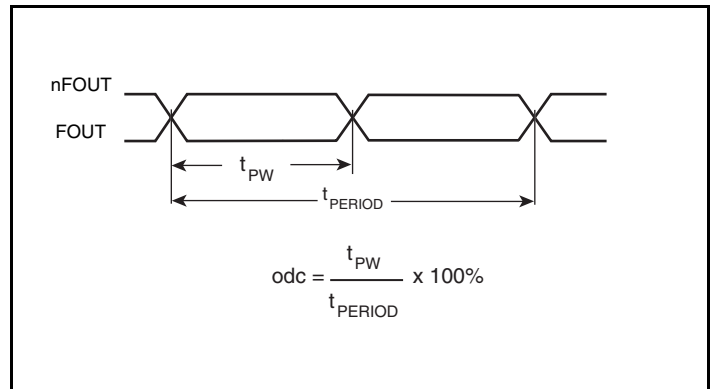 nFOUT
FOUT
tPW
tPERIOD
odc = tPW / tPERIOD x 100%